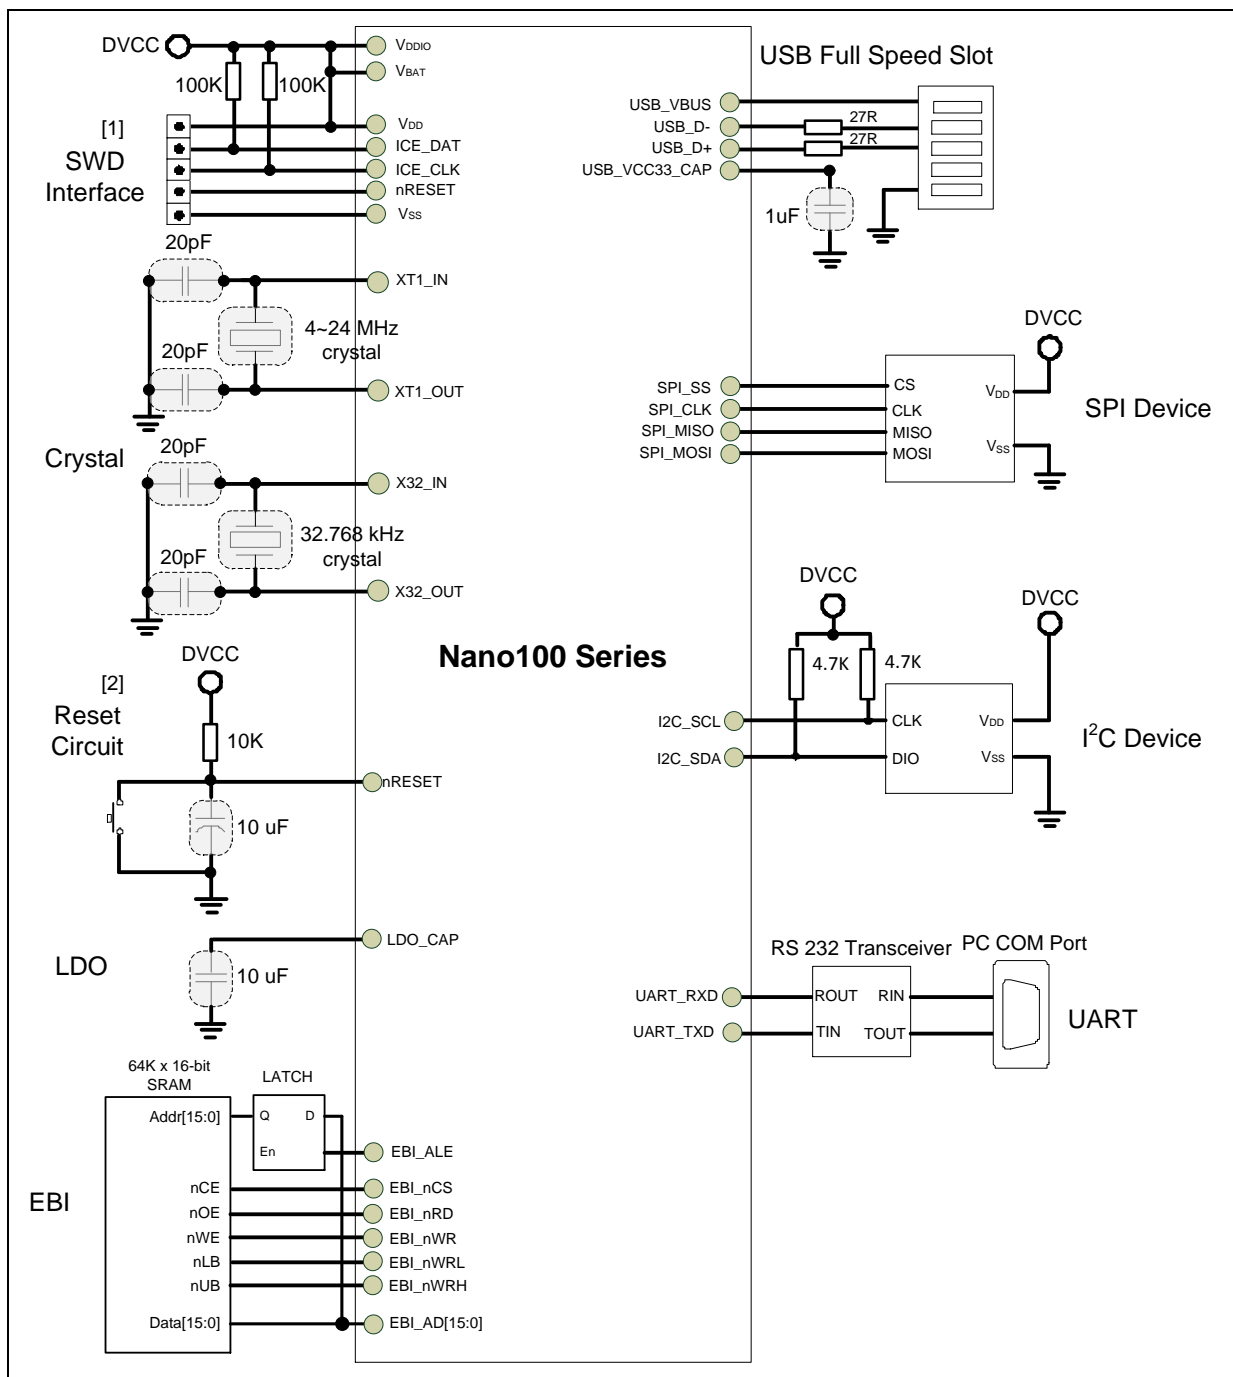 DVCC
100K
100K
[1]
SWD
Interface
VDDIO
VBAT
VDD
ICE_DAT
ICE_CLK
nRESET
VSS
20pF
XT1_IN
4~24 MHz
crystal
20pF
XT1_OUT
Crystal
20pF
X32_IN
32.768 kHz
crystal
20pF
X32_OUT
DVCC
[2]
Reset
Circuit
10K
nRESET
10 uF
LDO
LDO_CAP
10 uF
64K x 16-bit
SRAM
LATCH
Addr[15:0]
Q
D
En
EBI_ALE
EBI
nCE
EBI_nCS
nOE
EBI_nRD
nWE
EBI_nWR
nLB
EBI_nWRL
nUB
EBI_nWRH
Data[15:0]
EBI_AD[15:0]
Nano100 Series
USB Full Speed Slot
USB_VBUS
USB_D-
27R
USB_D+
27R
USB_VCC33_CAP
1uF
DVCC
SPI_SS
CS
SPI_CLK
CLK
SPI_MISO
MISO
SPI_MOSI
MOSI
VDD
VSS
SPI Device
DVCC
DVCC
4.7K
4.7K
I2C_SCL
CLK
I2C_SDA
DIO
VDD
VSS
I²C Device
RS 232 Transceiver
PC COM Port
UART_RXD
ROUT
RIN
UART_TXD
TIN
TOUT
UART